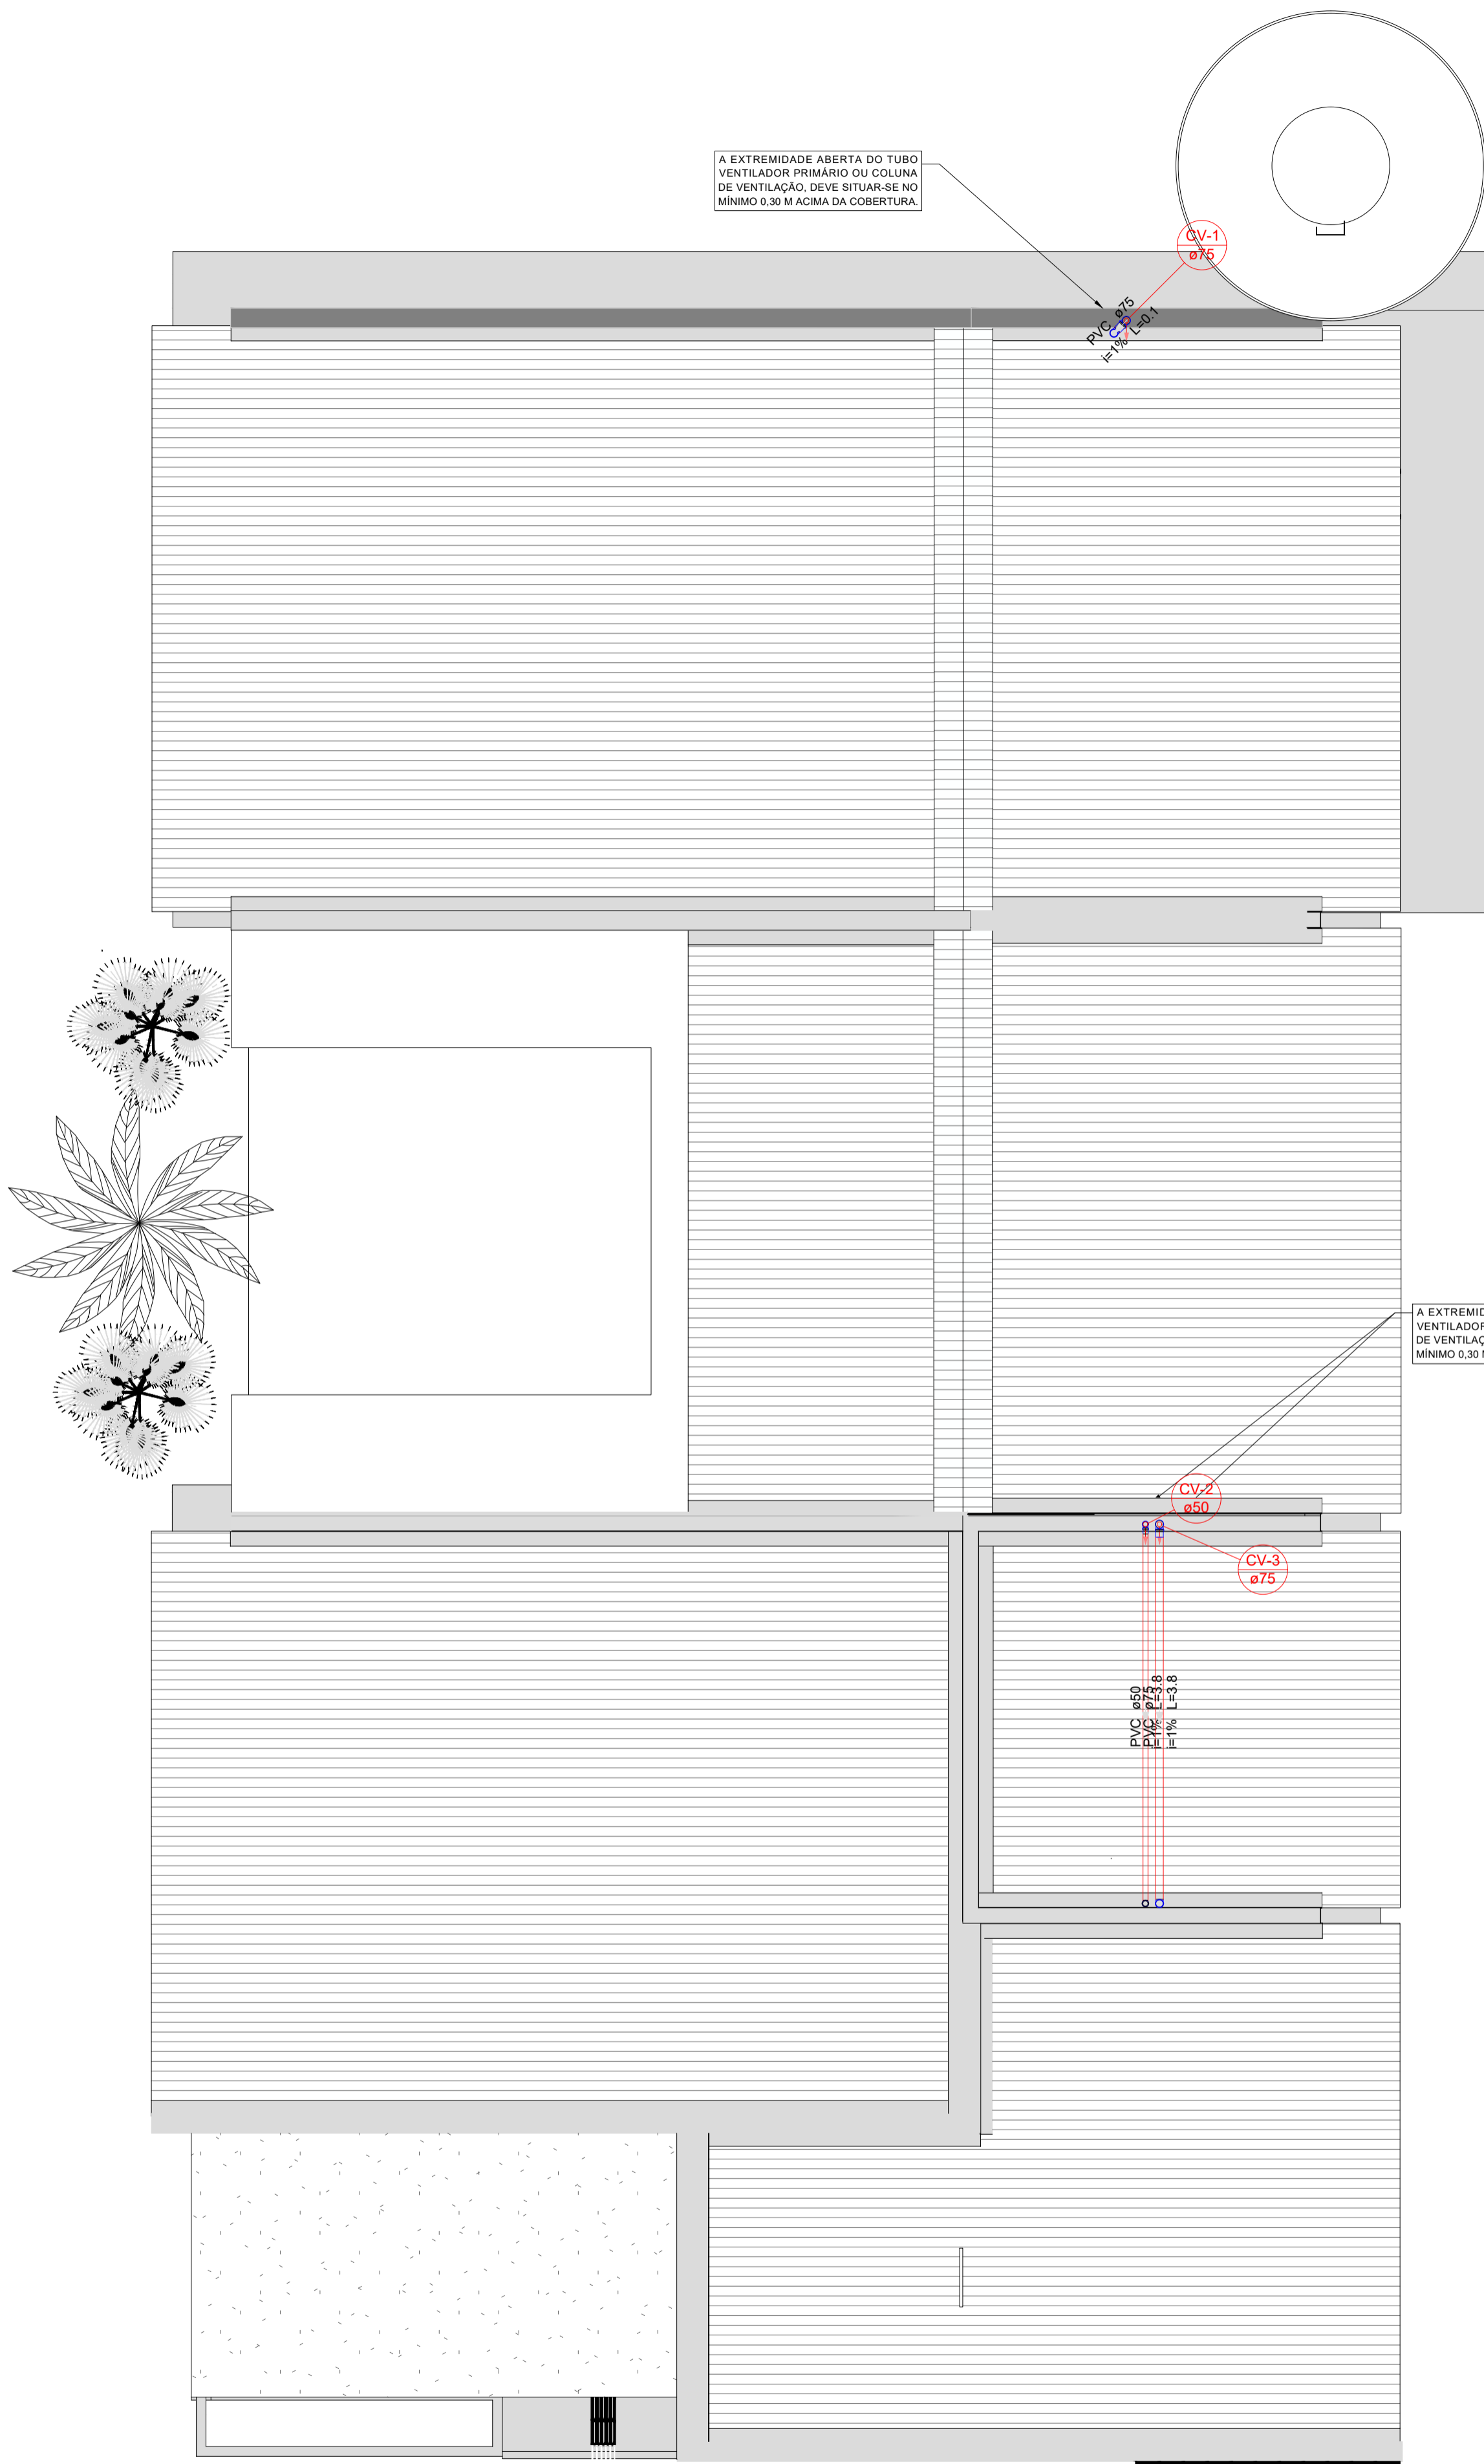 A EXTREMIDADE ABERTA DO TUBO
VENTILADOR PRIMÁRIO OU COLUNA
DE VENTILAÇÃO, DEVE SITUAR-SE NO
MÍNIMO 0,30 M ACIMA DA COBERTURA.
CV-1
ø75
PVC ø75
i=1% L=0.1
A EXTREMID
VENTILADOR
DE VENTILAÇ
MÍNIMO 0,30
CV-2
ø50
CV-3
ø75
PVC ø50
i=1% L=3.8
PVC ø75
i=1% L=3.8